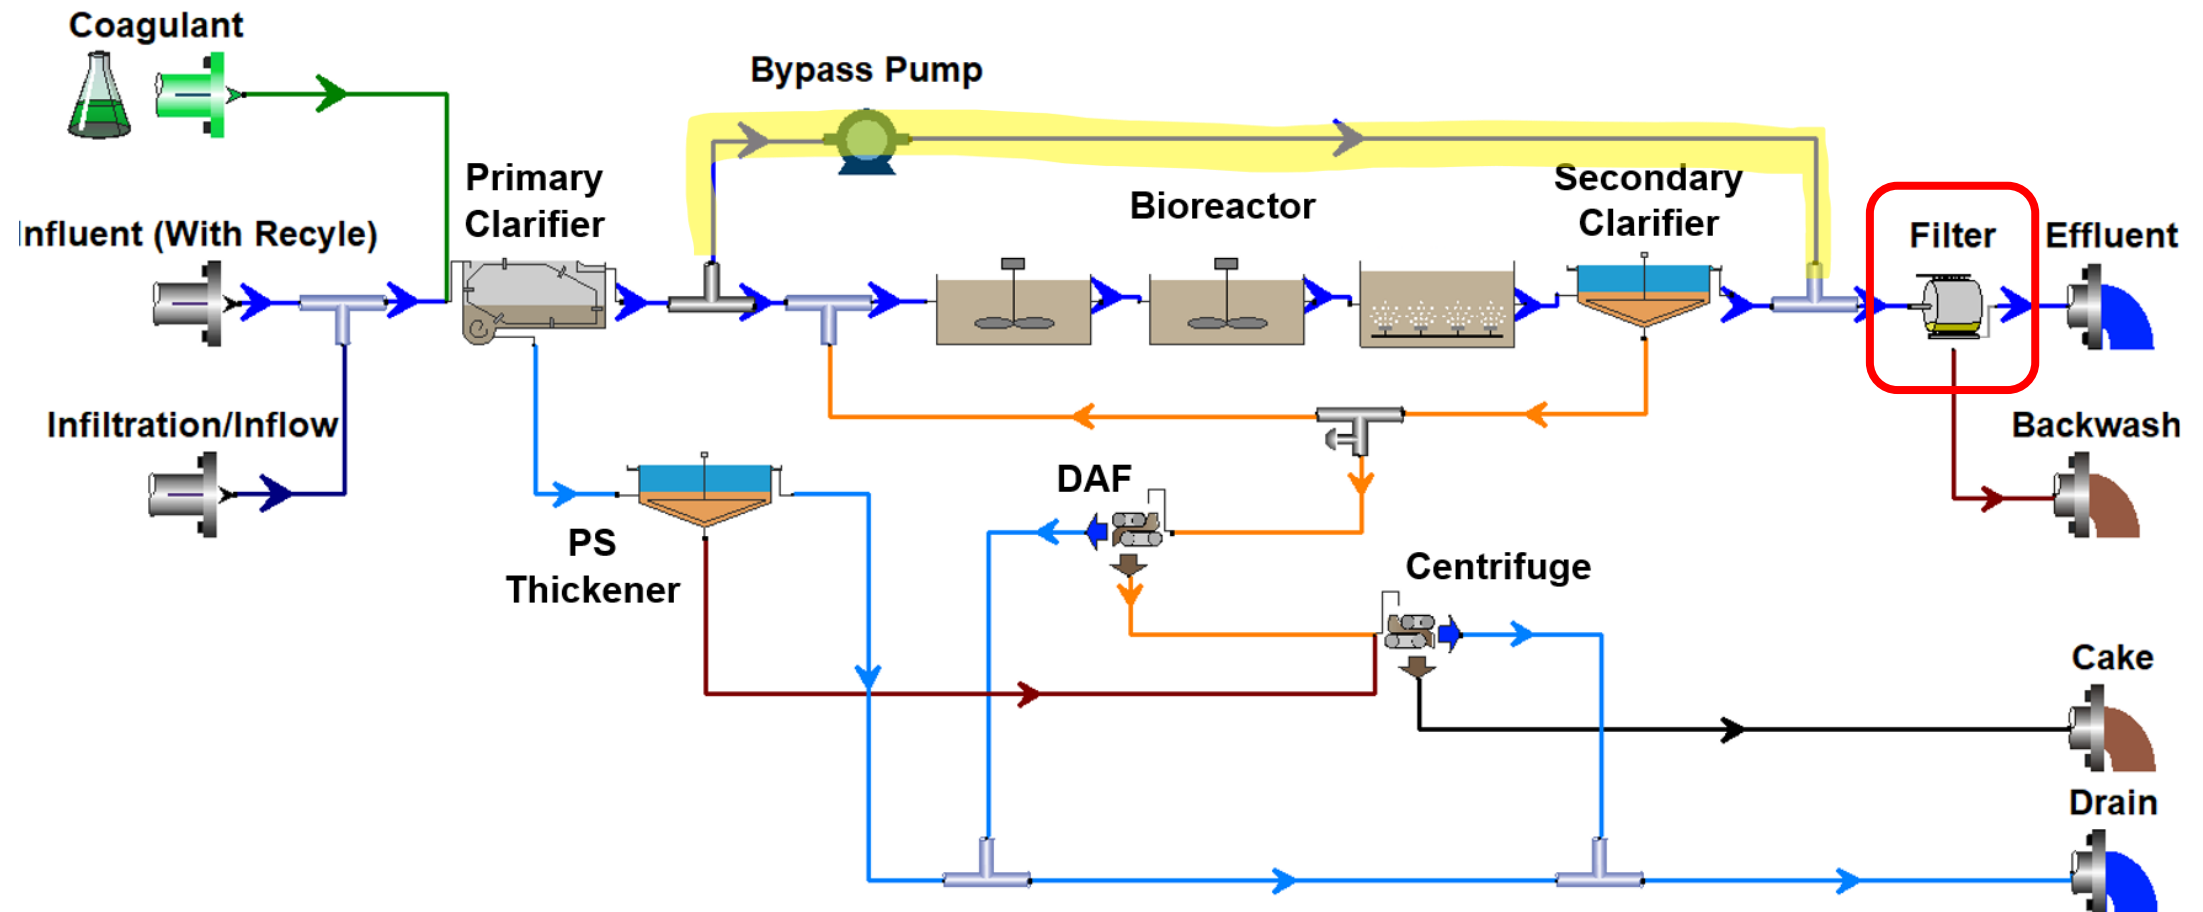 Coagulant
Bypass Pump
Primary
Clarifier
Secondary
Clarifier
Bioreactor
Influent (With Recyle)
Filter
Effluent
Infiltration/Inflow
Backwash
DAF
PS
Thickener
Centrifuge
Cake
Drain